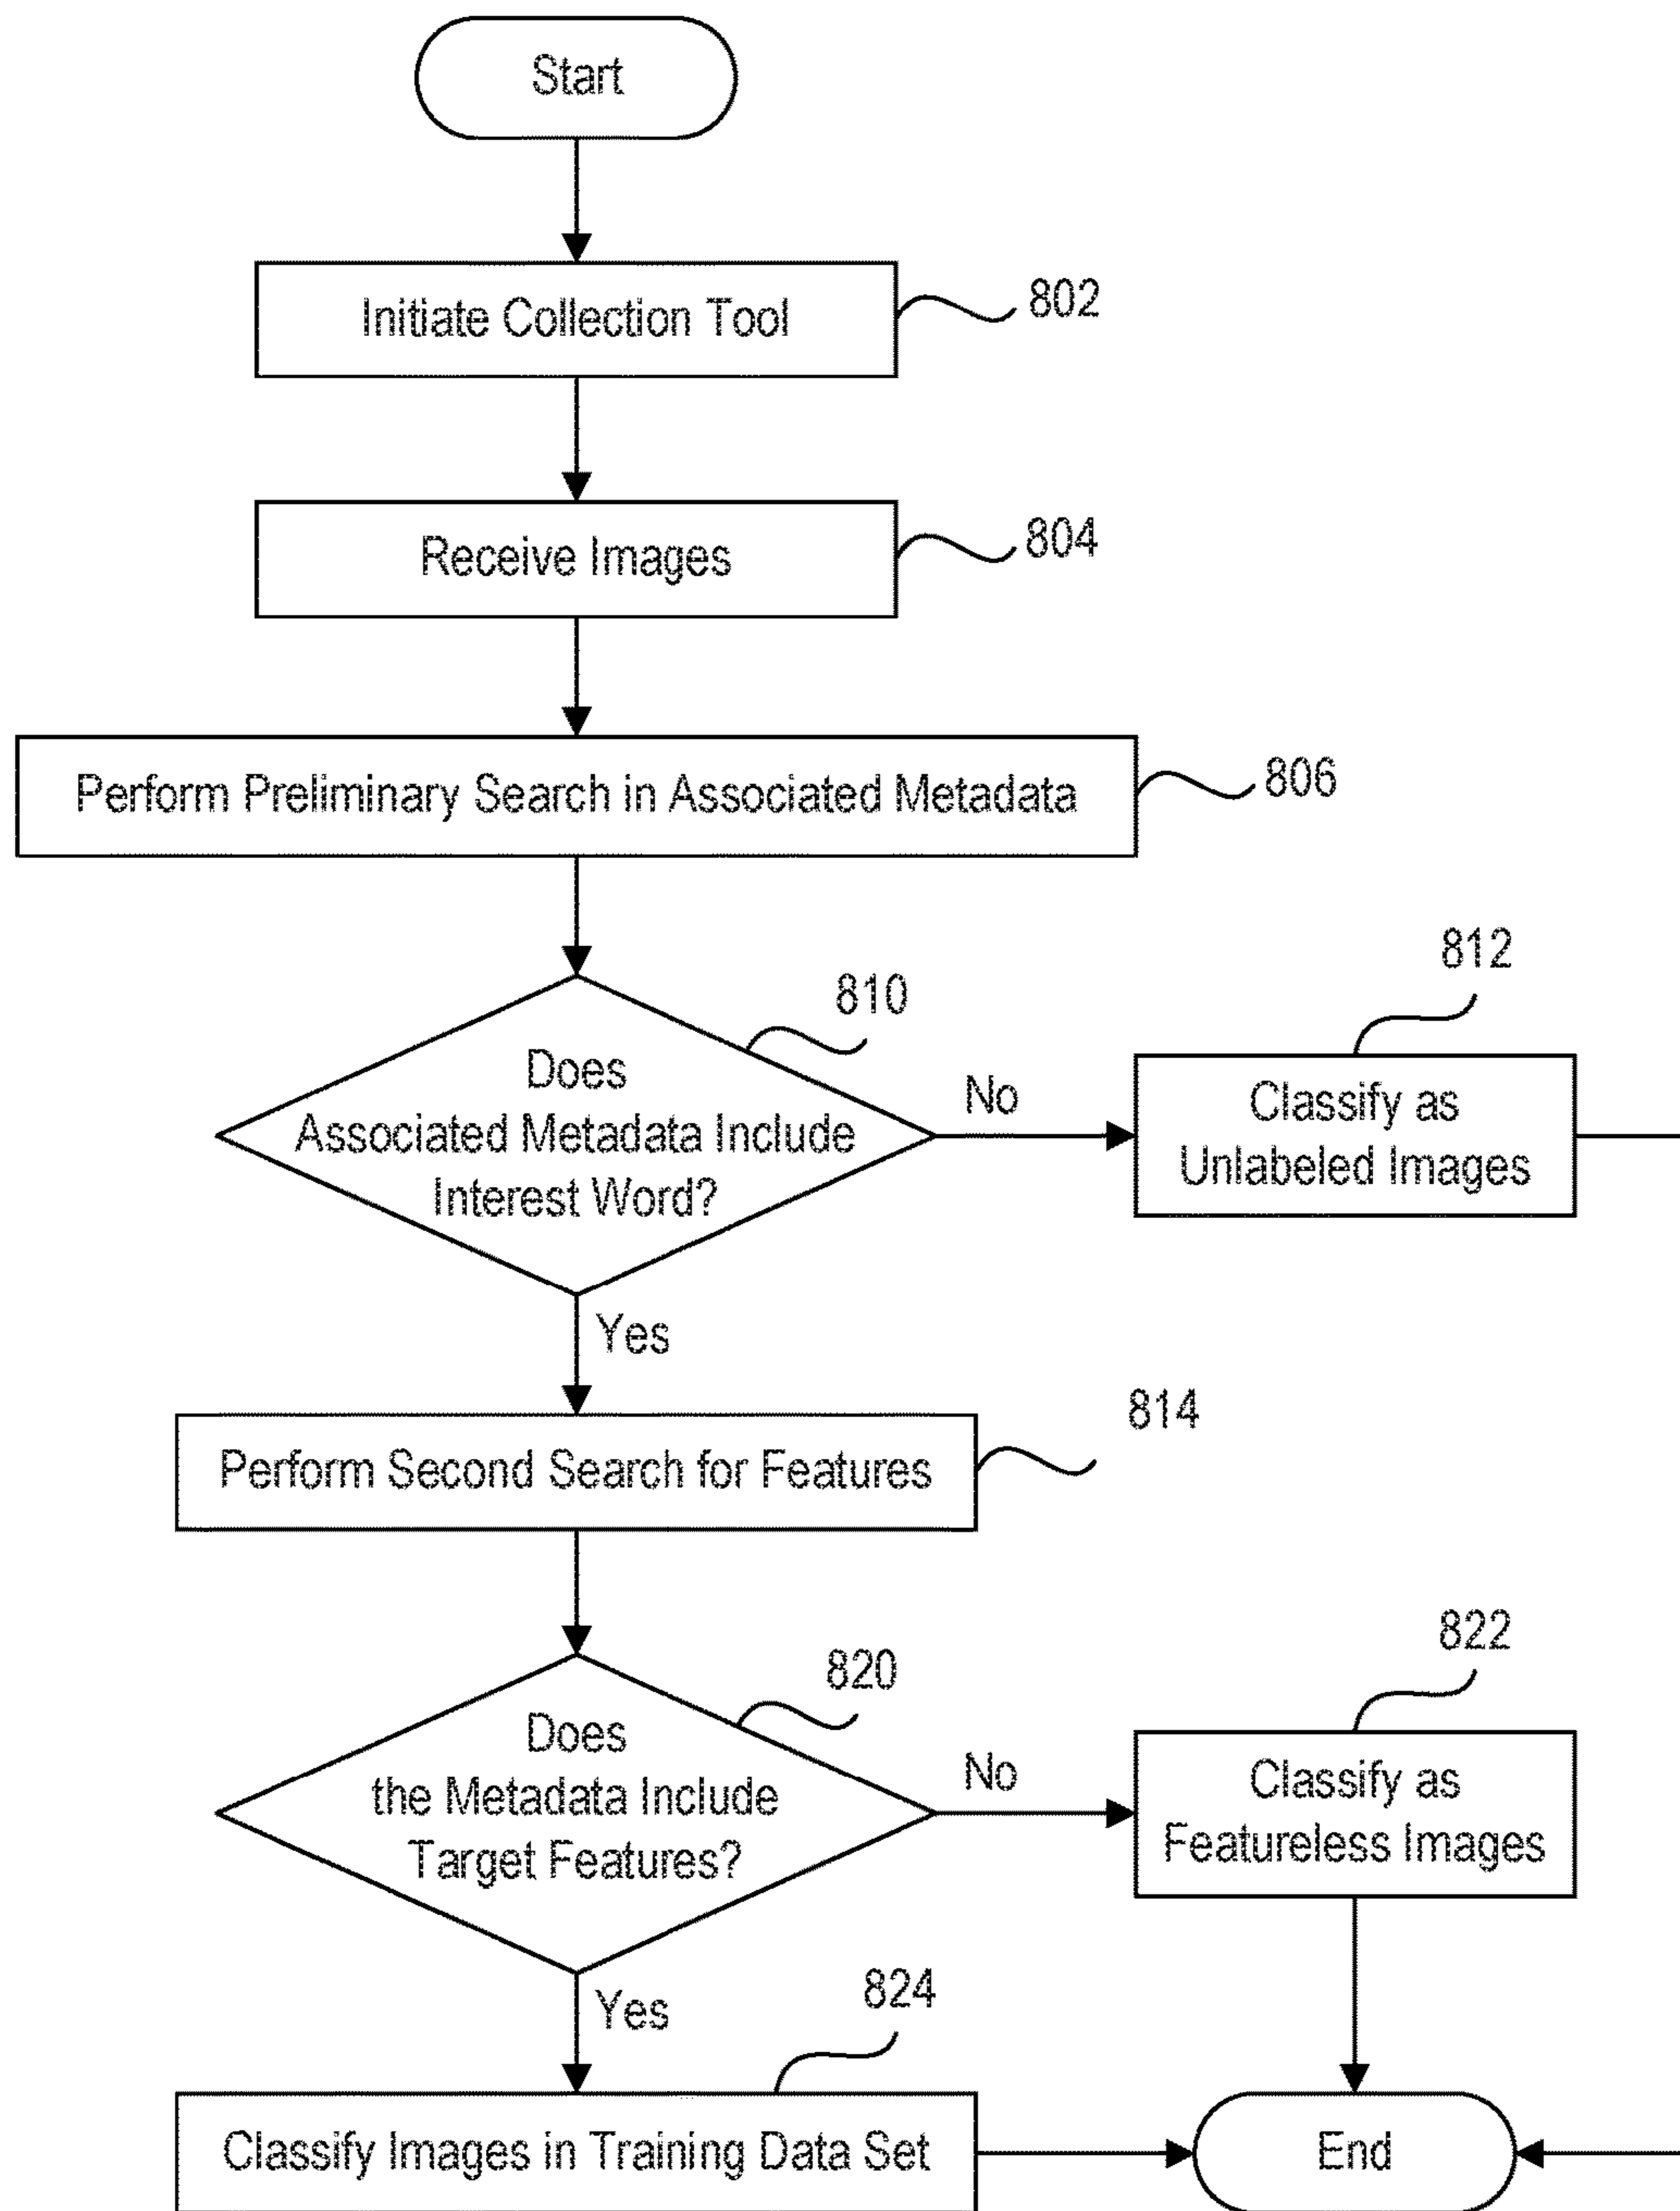 Start
Initiate Collection Tool
802
Receive Images
804
Perform Preliminary Search in Associated Metadata
806
810
Does
Associated Metadata Include
Interest Word?
No
812
Classify as
Unlabeled Images
Yes
814
Perform Second Search for Features
820
Does
the Metadata Include
Target Features?
No
822
Classify as
Featureless Images
Yes
824
Classify Images in Training Data Set
End